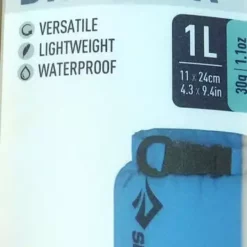 VERSATILE
LIGHTWEIGHT
WATERPROOF
1L
11 x 24cm
4.3 x 9.4in
30g | 1.1oz